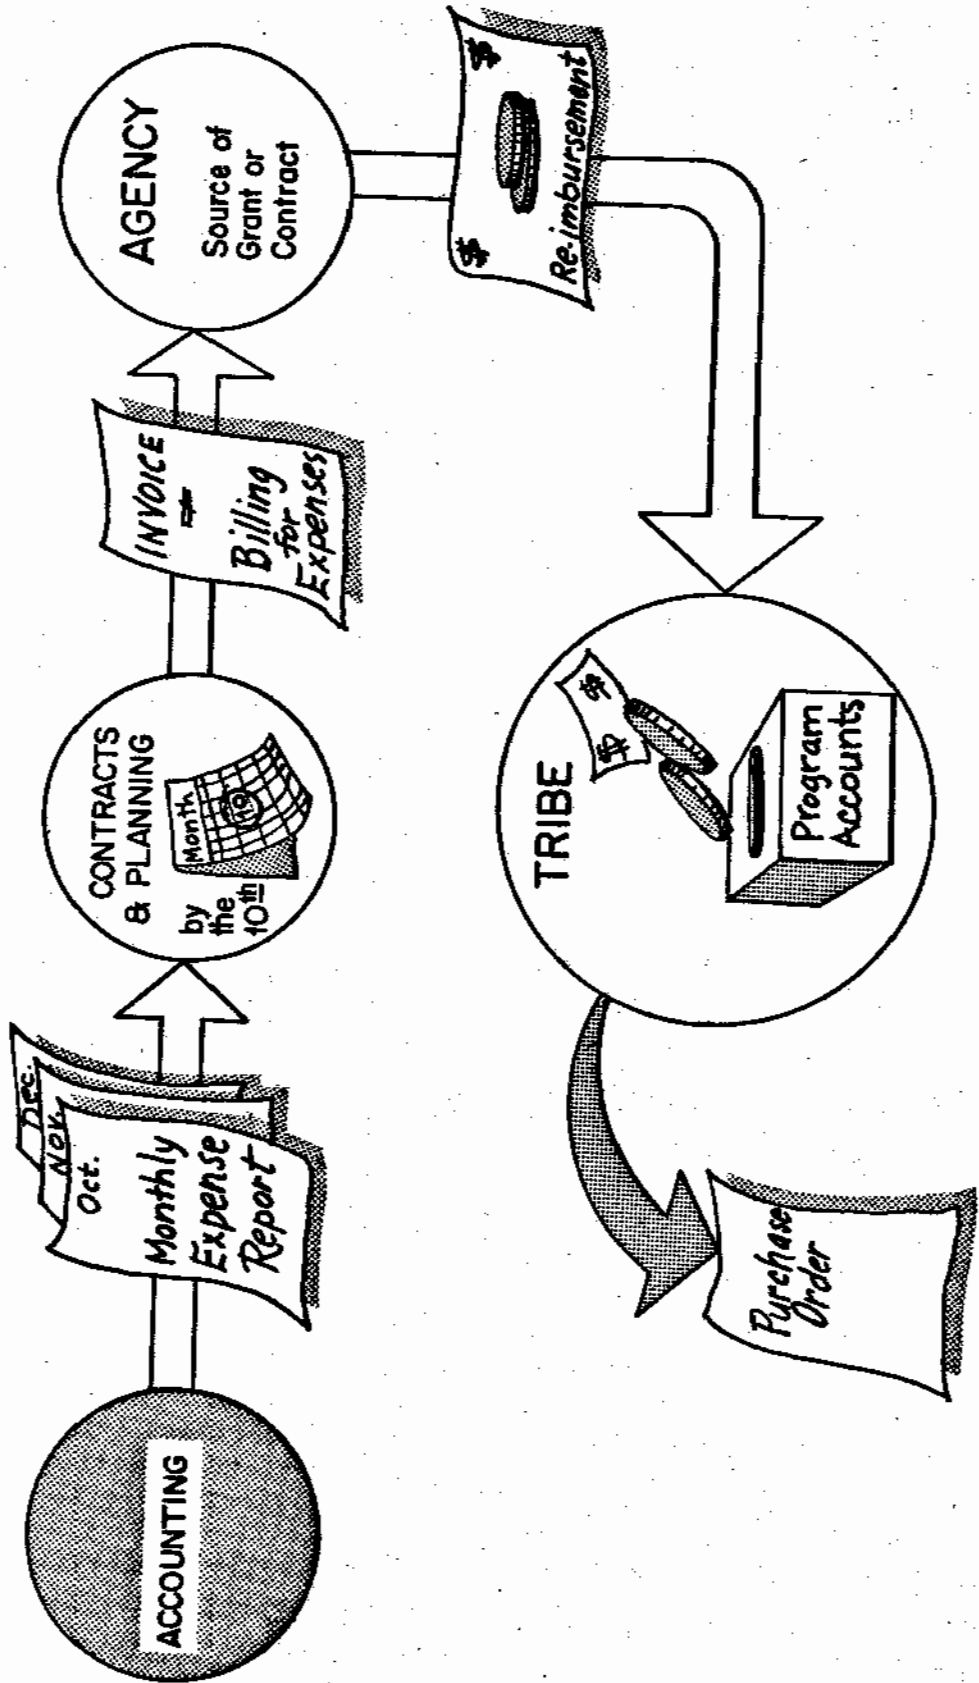 ACCOUNTING
Dec.
Nov.
Oct.
Monthly
Expense
Report
CONTRACTS
& PLANNING
by
the
10th
Month
10
INVOICE
=
Billing
for
Expenses
AGENCY
Source of
Grant or
Contract
$ $
Re-imbursement
TRIBE
$ $
Program
Accounts
Purchase
Order